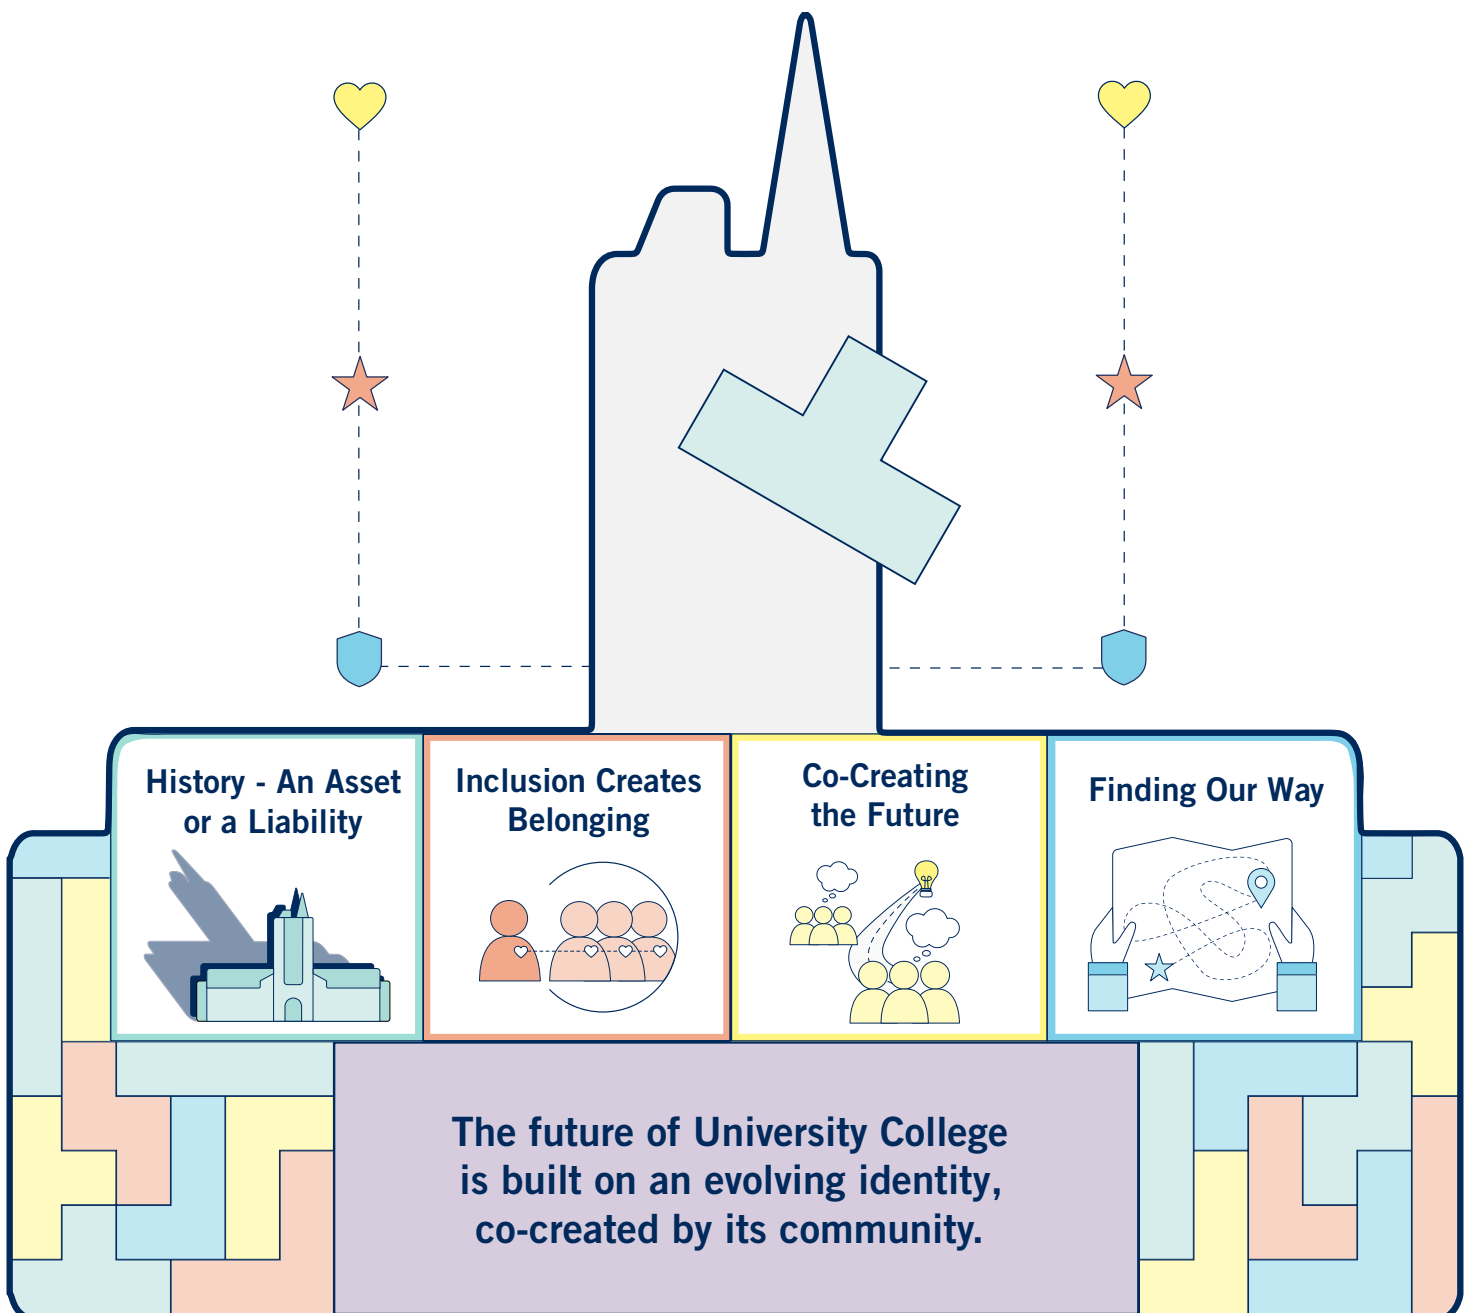 History - An Asset
or a Liability
Inclusion Creates
Belonging
Co-Creating
the Future
Finding Our Way
The future of University College
is built on an evolving identity,
co-created by its community.